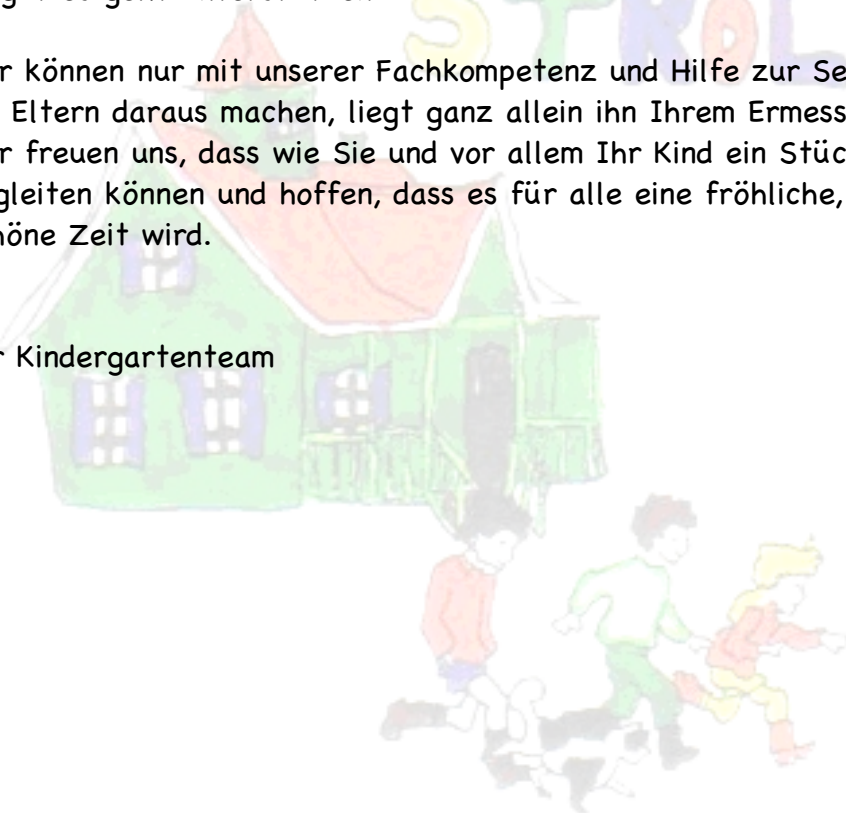 STROL
r können nur mit unserer Fachkompetenz und Hilfe zur Se
Eltern daraus machen, liegt ganz allein ihn Ihrem Ermess
r freuen uns, dass wie Sie und vor allem Ihr Kind ein Stüc
gleiten können und hoffen, dass es für alle eine fröhliche,
höne Zeit wird.
r Kindergartenteam